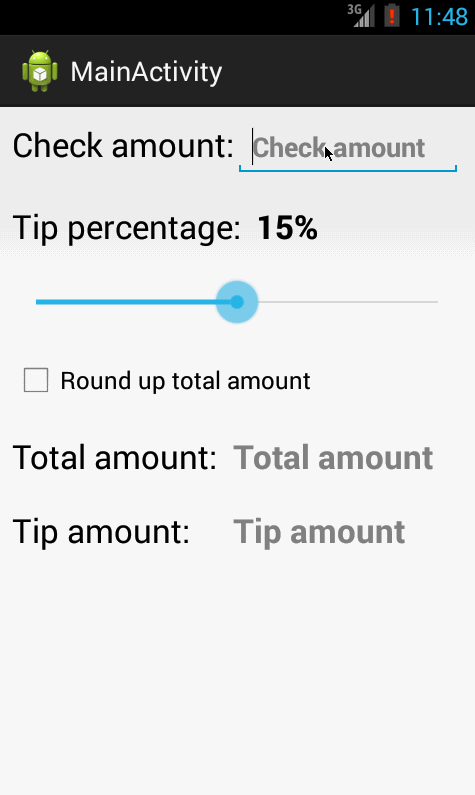 3G 11:48
MainActivity
Check amount: Check amount
Tip percentage: 15%
Round up total amount
Total amount: Total amount
Tip amount: Tip amount